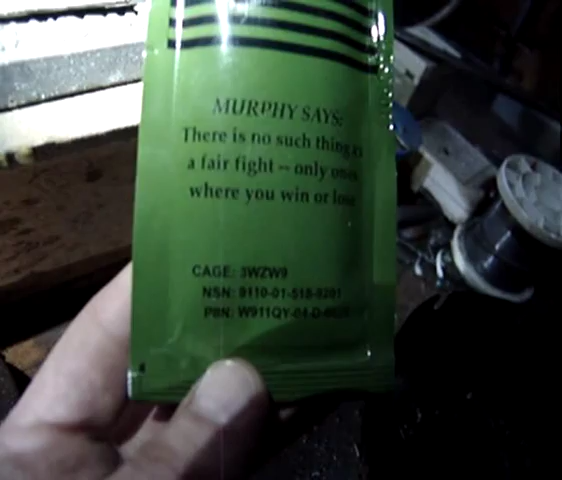 MURPHY SAYS:
There is no such thing as
a fair fight -- only ones
where you win or lose
CAGE: 3WZW9
NSN: 9110-01-518-
PIIN: W911QY-04-D-